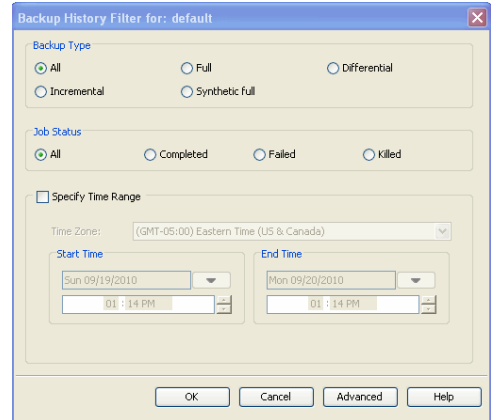 Backup History Filter for: default
Backup Type
All Full Differential
Incremental Synthetic full
Job Status
All Completed Failed Killed
Specify Time Range
Time Zone: (GMT-05:00) Eastern Time (US & Canada)
Start Time End Time
Sun 09/19/2010 Mon 09/20/2010
01 : 14 PM 01 : 14 PM
OK Cancel Advanced Help